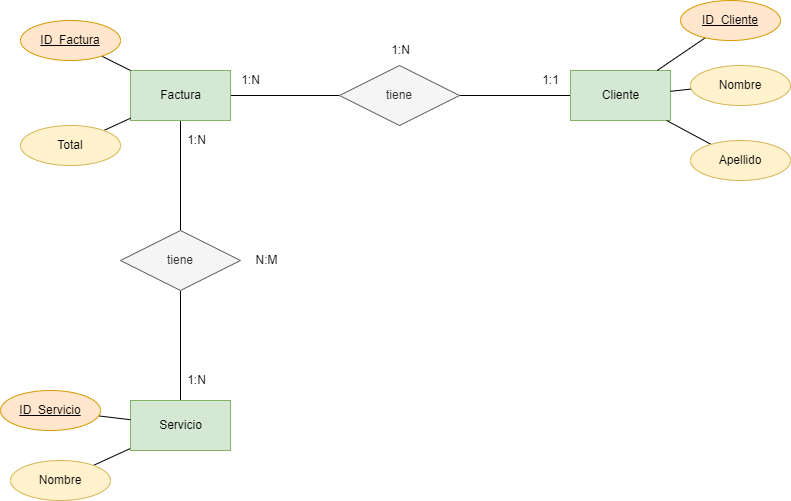 ID_Cliente
ID_Factura
1:N
1:N
1:1
Nombre
Factura
tiene
Cliente
Total
1:N
Apellido
tiene
N:M
1:N
ID_Servicio
Servicio
Nombre